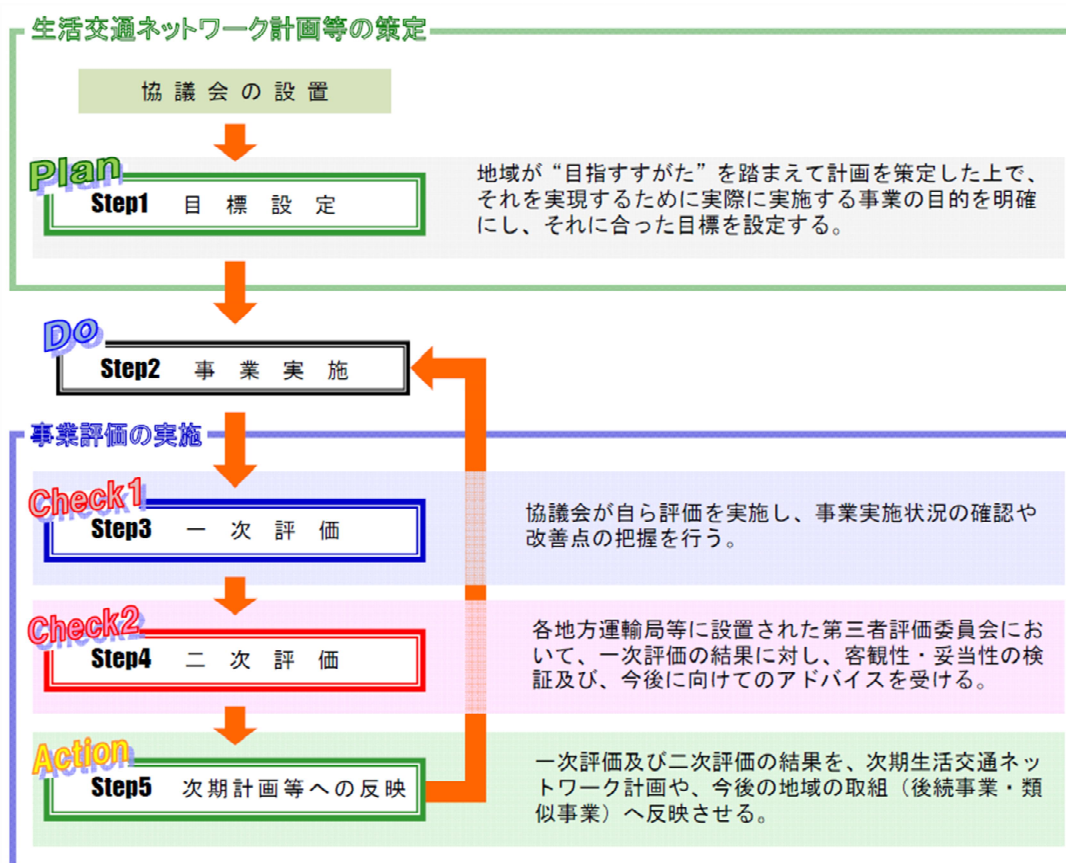 生活交通ネットワーク計画等の策定
協議会の設置
Plan
Step1 目標設定
地域が“目指すすがた”を踏まえて計画を策定した上で、
それを実現するために実際に実施する事業の目的を明確
にし、それに合った目標を設定する。
Do
Step2 事業実施
事業評価の実施
Check1
Step3 一次評価
協議会が自ら評価を実施し、事業実施状況の確認や
改善点の把握を行う。
Check2
Step4 二次評価
各地方運輸局等に設置された第三者評価委員会にお
いて、一次評価の結果に対し、客観性・妥当性の検
証及び、今後に向けてのアドバイスを受ける。
Action
Step5 次期計画等への反映
一次評価及び二次評価の結果を、次期生活交通ネッ
トワーク計画や、今後の地域の取組（後続事業・類
似事業）へ反映させる。